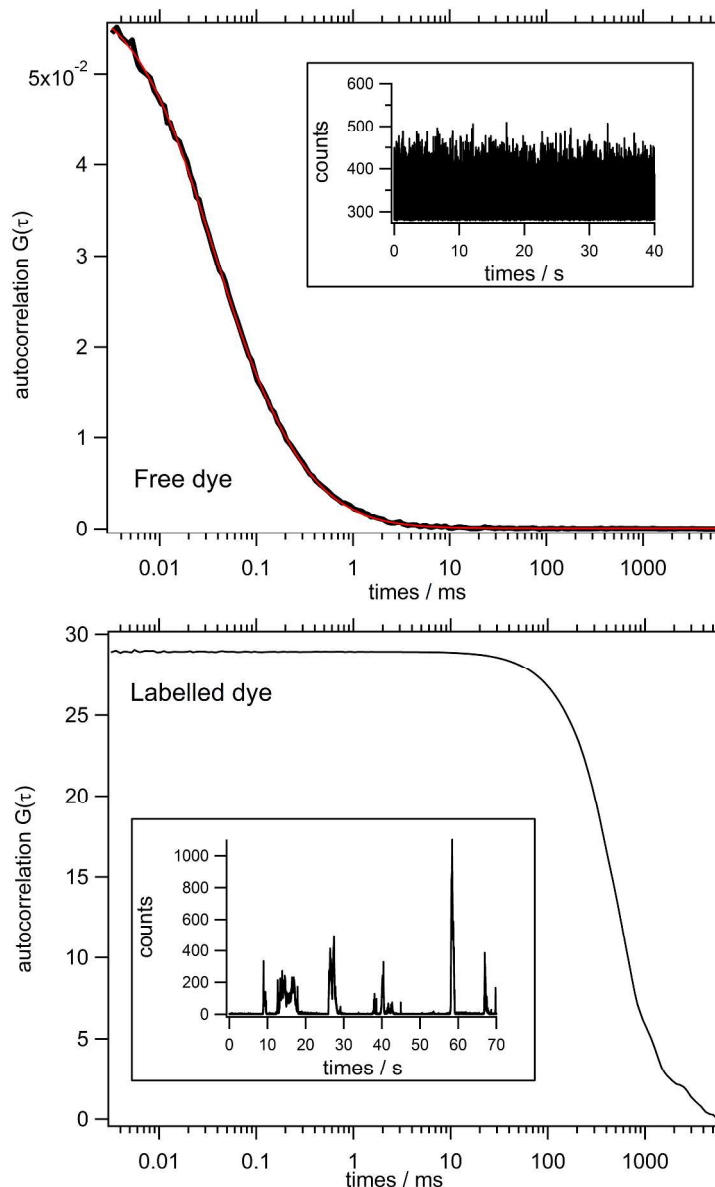 autocorrelation G(τ)
5x10⁻²
4
3
2
1
0
Free dye
counts
600
500
400
300
0 10 20 30 40
times / s
0.01 0.1 1 10 100 1000
times / ms
autocorrelation G(τ)
30
25
20
15
10
5
0
Labelled dye
counts
1000
800
600
400
200
0
0 10 20 30 40 50 60 70
times / s
0.01 0.1 1 10 100 1000
times / ms